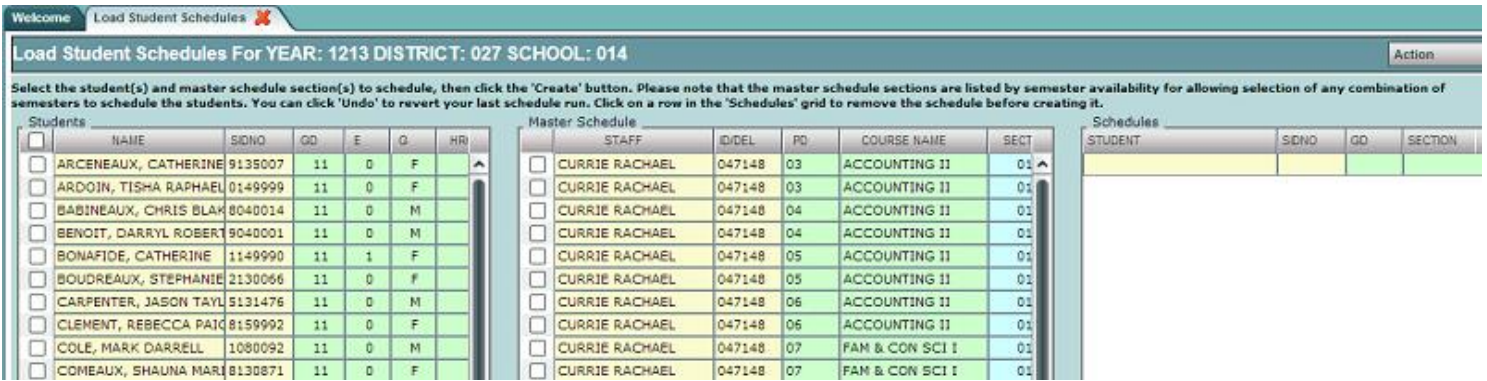 Welcome Load Student Schedules
Load Student Schedules For YEAR: 1213 DISTRICT: 027 SCHOOL: 014 Action
Select the student(s) and master schedule section(s) to schedule, then click the 'Create' button. Please note that the master schedule sections are listed by semester availability for allowing selection of any combination of
semesters to schedule the students. You can click 'Undo' to revert your last schedule run. Click on a row in the 'Schedules' grid to remove the schedule before creating it.
Students Master Schedule Schedules
NAME SIDNO GD E G HR STAFF ID/DEL PD COURSE NAME SECT STUDENT SIDNO GD SECTION
ARCENEAUX, CATHERINE 9135007 11 0 F CURRIE RACHAEL 047148 03 ACCOUNTING II 01
ARDOIN, TISHA RAPHAEL 0149999 11 0 F CURRIE RACHAEL 047148 03 ACCOUNTING II 01
BABINEAUX, CHRIS BLAK 8040014 11 0 M CURRIE RACHAEL 047148 04 ACCOUNTING II 01
BENOIT, DARRYL ROBERT 9040001 11 0 M CURRIE RACHAEL 047148 04 ACCOUNTING II 01
BONAFIDE, CATHERINE 1149990 11 1 F CURRIE RACHAEL 047148 05 ACCOUNTING II 01
BOUDREAUX, STEPHANIE 2130066 11 0 F CURRIE RACHAEL 047148 05 ACCOUNTING II 01
CARPENTER, JASON TAYL 5131476 11 0 M CURRIE RACHAEL 047148 06 ACCOUNTING II 01
CLEMENT, REBECCA PAIG 8159992 11 0 F CURRIE RACHAEL 047148 06 ACCOUNTING II 01
COLE, MARK DARRELL 1080092 11 0 M CURRIE RACHAEL 047148 07 FAM & CON SCI I 01
COMEAUX, SHAUNA MARI 8130871 11 0 F CURRIE RACHAEL 047148 07 FAM & CON SCI I 01